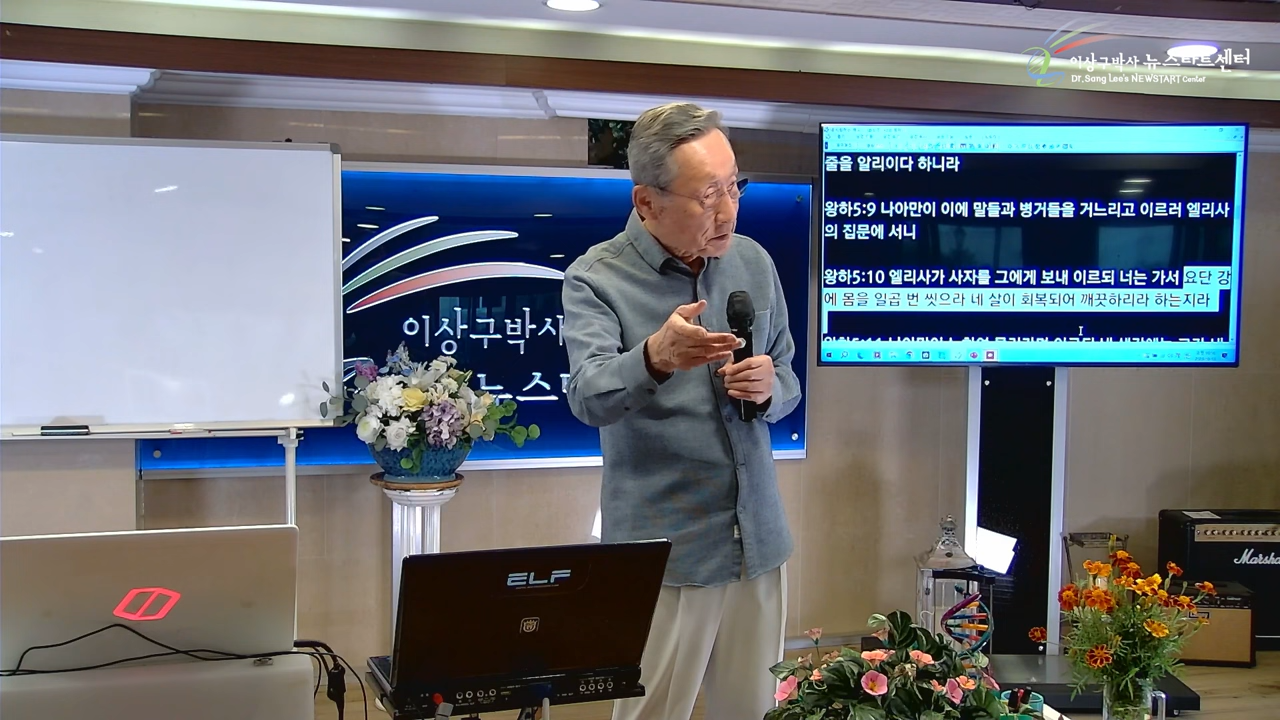 이상구박사 뉴스타트센터
Dr.Sang Lee's NEWSTART Center
줄을 알리이다 하니라
왕하5:9 나아만이 이에 말들과 병거들을 거느리고 이르러 엘리사
의 집문에 서니
왕하5:10 엘리사가 사자를 그에게 보내 이르되 너는 가서 요단 강
에 몸을 일곱 번 씻으라 네 살이 회복되어 깨끗하리라 하는지라
이상구박사
뉴스
ELF
Marsha